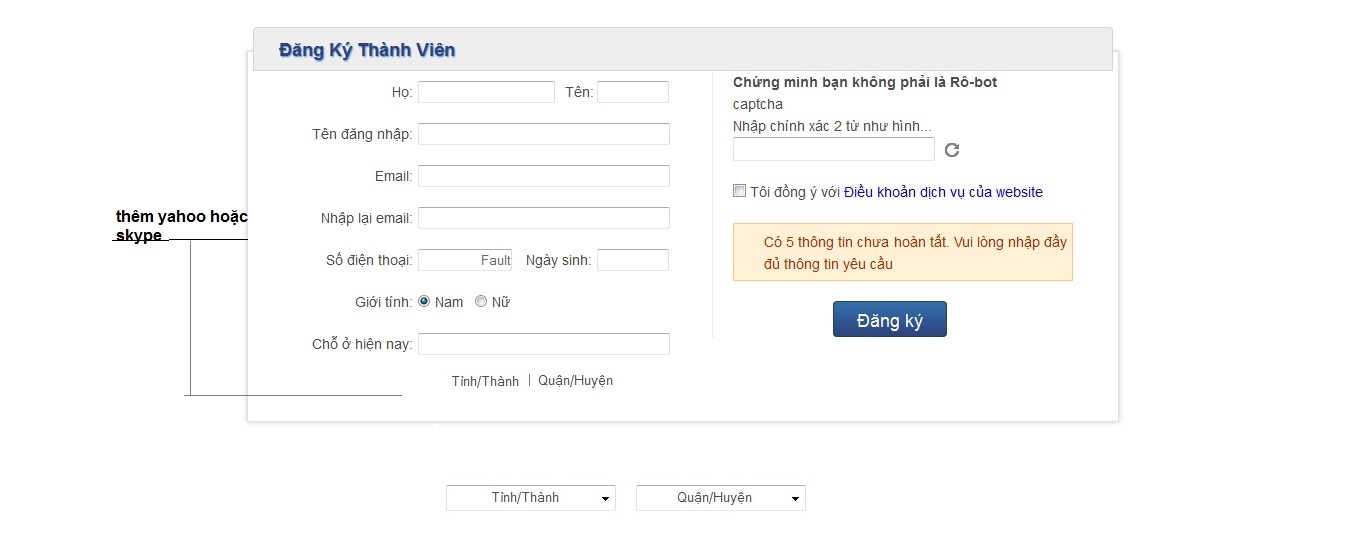 Đăng Ký Thành Viên
Họ: Tên:
Tên đăng nhập:
Email:
Nhập lại email:
Số điện thoại: Fault Ngày sinh:
Giới tính: Nam Nữ
Chỗ ở hiện nay:
Tỉnh/Thành | Quận/Huyện
thêm yahoo hoặc
skype
Chứng minh bạn không phải là Rô-bot
captcha
Nhập chính xác 2 từ như hình...
Tôi đồng ý với Điều khoản dịch vụ của website
Có 5 thông tin chưa hoàn tất. Vui lòng nhập đầy
đủ thông tin yêu cầu
Đăng ký
Tỉnh/Thành Quận/Huyện